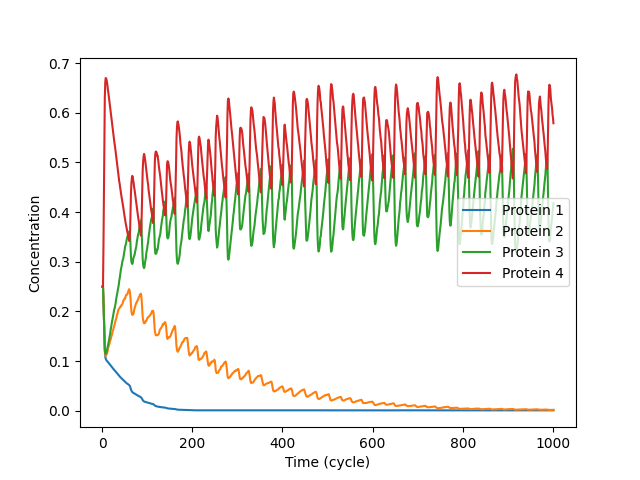 0.7
0.6
0.5
0.4
0.3
0.2
0.1
0.0
Concentration
Protein 1
Protein 2
Protein 3
Protein 4
0 200 400 600 800 1000
Time (cycle)